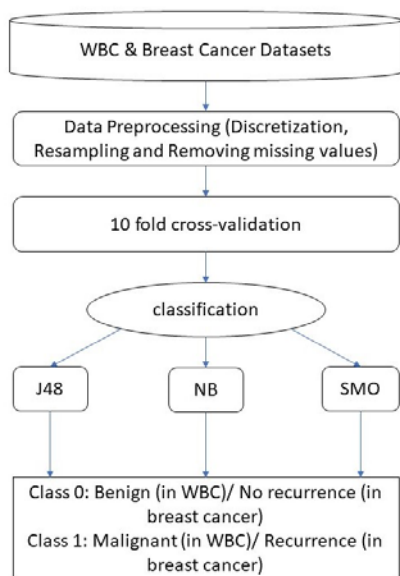 WBC & Breast Cancer Datasets
Data Preprocessing (Discretization,
Resampling and Removing missing values)
10 fold cross-validation
classification
J48
NB
SMO
Class 0: Benign (in WBC)/ No recurrence (in
breast cancer)
Class 1: Malignant (in WBC)/ Recurrence (in
breast cancer)